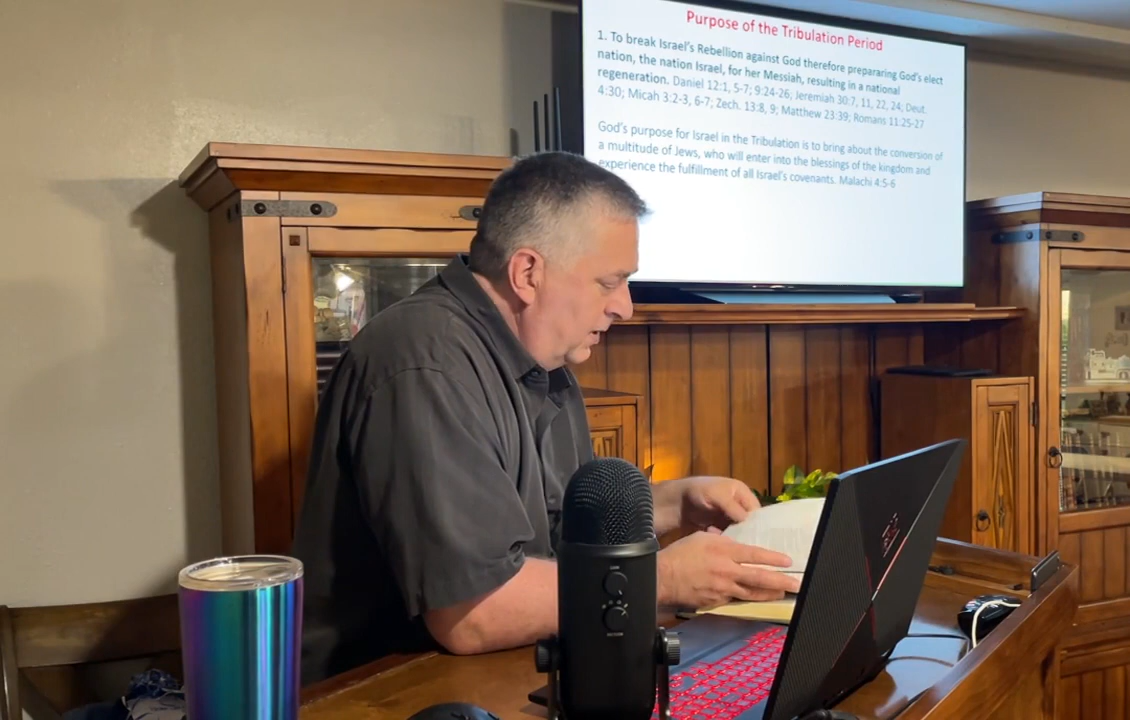 Purpose of the Tribulation Period
1. To break Israel's Rebellion against God therefore prepararing God's elect
nation, the nation Israel, for her Messiah, resulting in a national
regeneration. Daniel 12:1, 5-7; 9:24-26; Jeremiah 30:7, 11, 22, 24; Deut.
4:30; Micah 3:2-3, 6-7; Zech. 13:8, 9; Matthew 23:39; Romans 11:25-27
God's purpose for Israel in the Tribulation is to bring about the conversion of
a multitude of Jews, who will enter into the blessings of the kingdom and
experience the fulfillment of all Israel's covenants. Malachi 4:5-6